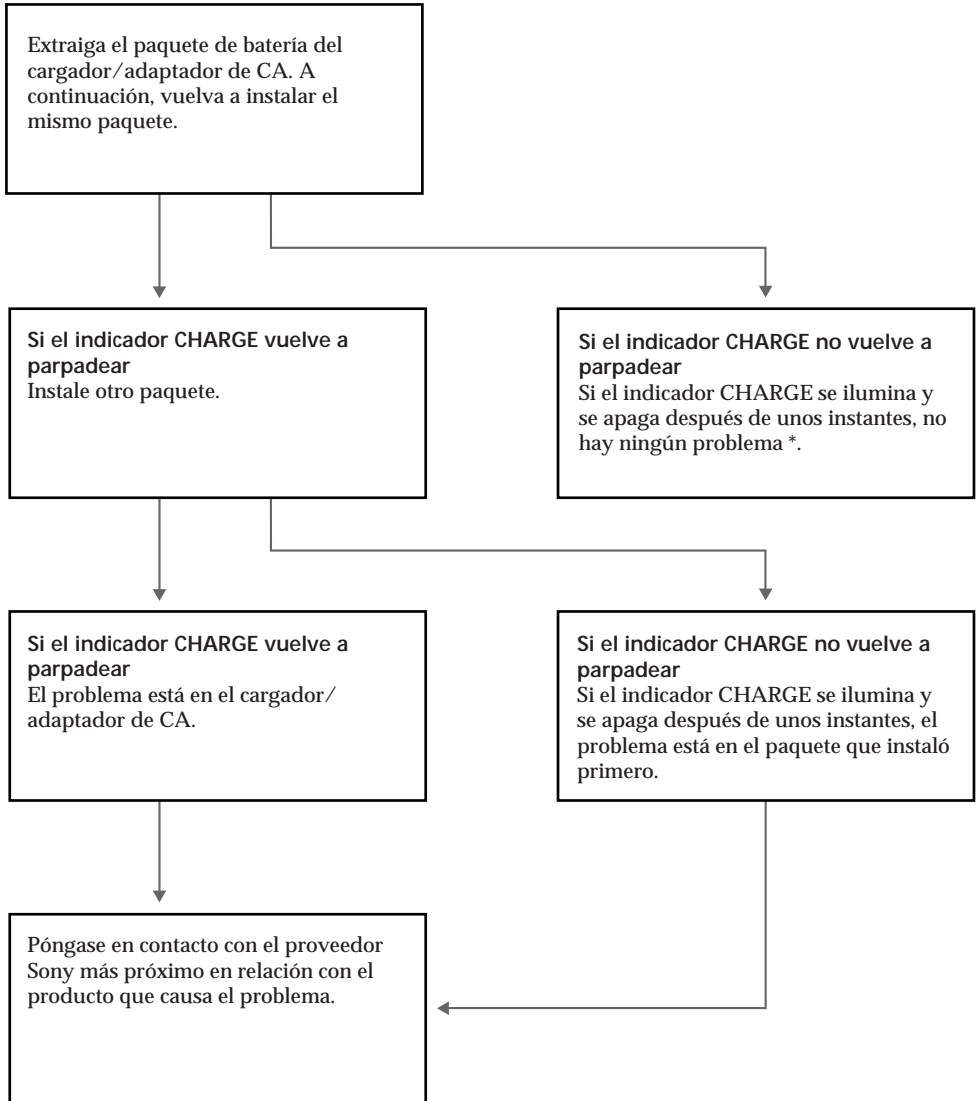 Extraiga el paquete de batería del
cargador/adaptador de CA. A
continuación, vuelva a instalar el
mismo paquete.
Si el indicador CHARGE vuelve a
parpadear
Instale otro paquete.
Si el indicador CHARGE no vuelve a
parpadear
Si el indicador CHARGE se ilumina y
se apaga después de unos instantes, no
hay ningún problema *.
Si el indicador CHARGE vuelve a
parpadear
El problema está en el cargador/
adaptador de CA.
Si el indicador CHARGE no vuelve a
parpadear
Si el indicador CHARGE se ilumina y
se apaga después de unos instantes, el
problema está en el paquete que instaló
primero.
Póngase en contacto con el proveedor
Sony más próximo en relación con el
producto que causa el problema.